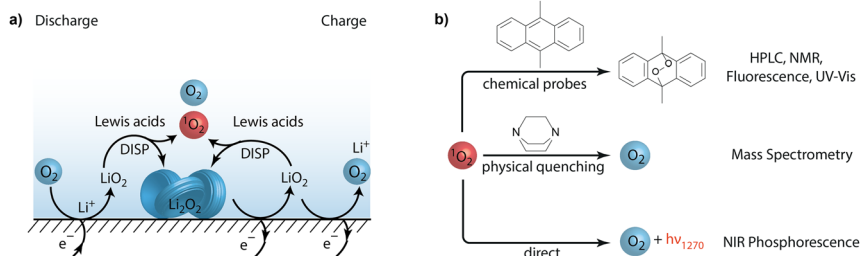 a) Discharge Charge
O₂
¹O₂
Lewis acids Lewis acids
DISP DISP
Li⁺
O₂ LiO₂ Li₂O₂ LiO₂ O₂
Li⁺
e⁻ e⁻ e⁻
b)
chemical probes
O O
HPLC, NMR,
Fluorescence, UV-Vis
N N
¹O₂ physical quenching O₂ Mass Spectrometry
direct O₂ + hν₁₂₇₀ NIR Phosphorescence